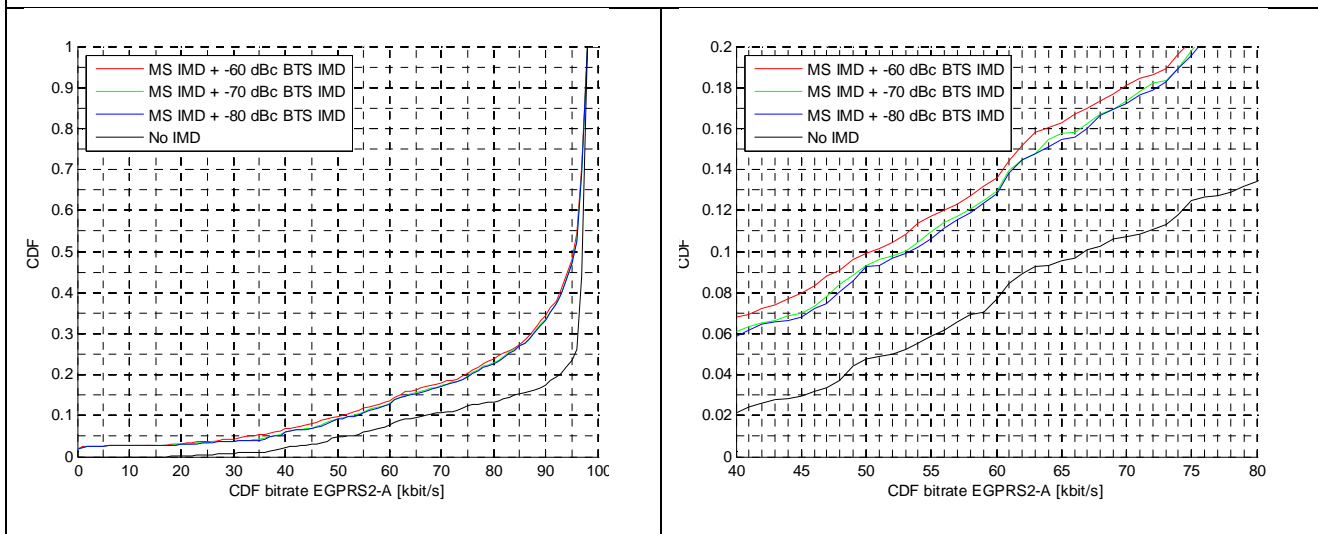 1
0.9
0.8
0.7
0.6
0.5
0.4
0.3
0.2
0.1
0
CDF
MS IMD + -60 dBc BTS IMD
MS IMD + -70 dBc BTS IMD
MS IMD + -80 dBc BTS IMD
No IMD
0 10 20 30 40 50 60 70 80 90 100
CDF bitrate EGPRS2-A [kbit/s]
0.2
0.18
0.16
0.14
0.12
0.1
0.08
0.06
0.04
0.02
0
CDF
MS IMD + -60 dBc BTS IMD
MS IMD + -70 dBc BTS IMD
MS IMD + -80 dBc BTS IMD
No IMD
40 45 50 55 60 65 70 75 80
CDF bitrate EGPRS2-A [kbit/s]